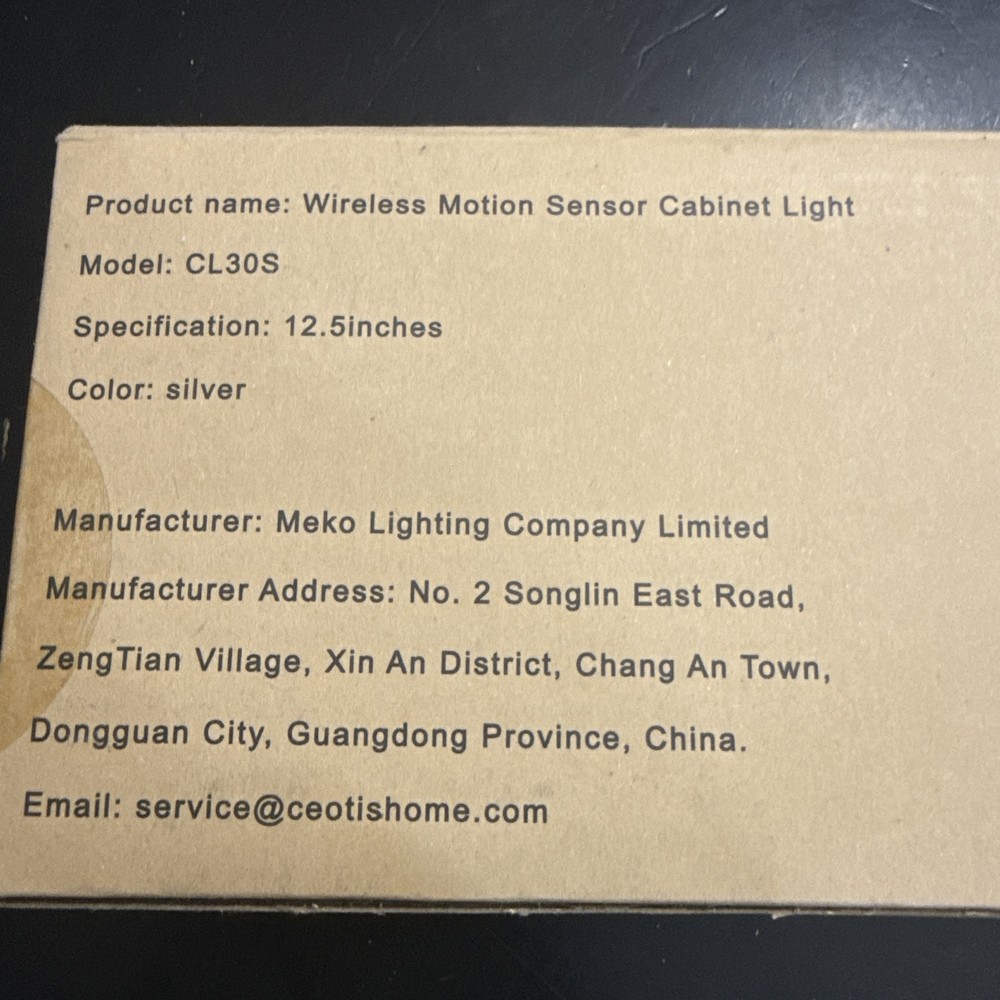 Product name: Wireless Motion Sensor Cabinet Light
Model: CL30S
Specification: 12.5inches
Color: silver
Manufacturer: Meko Lighting Company Limited
Manufacturer Address: No. 2 Songlin East Road,
ZengTian Village, Xin An District, Chang An Town,
Dongguan City, Guangdong Province, China.
Email: service@ceotishome.com